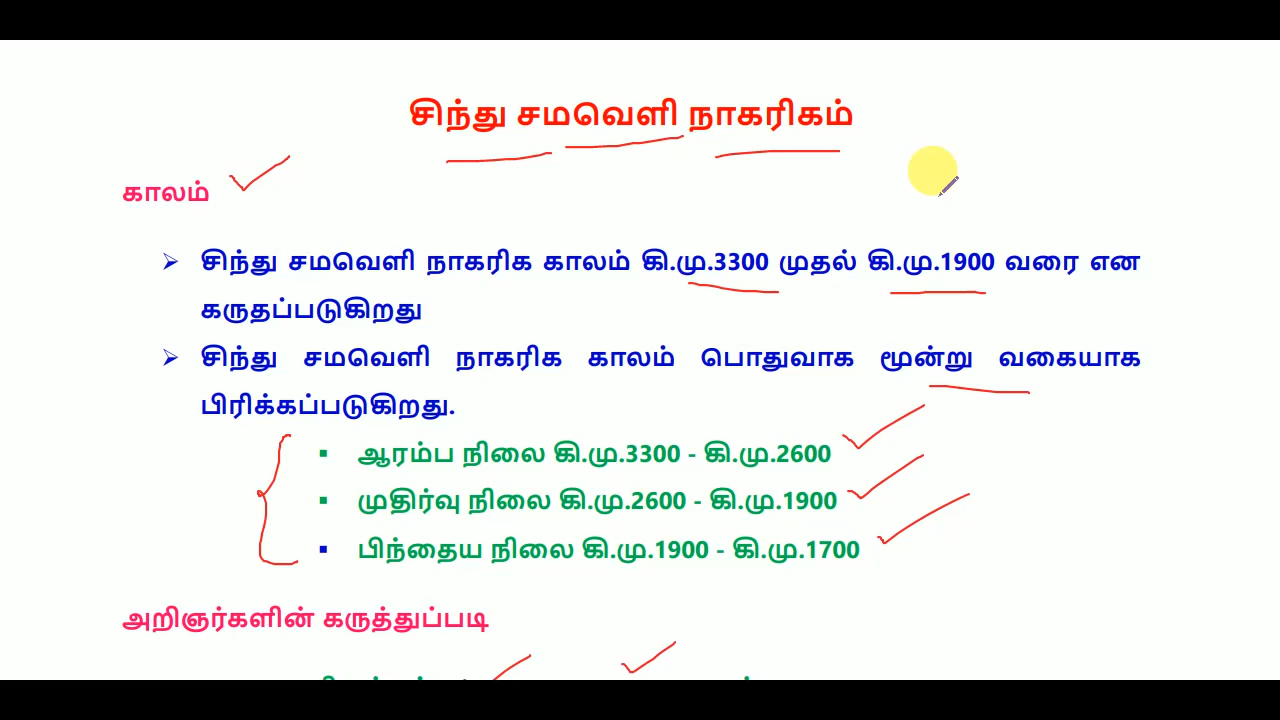 சிந்து சமவெளி நாகரிகம்
காலம்
➢ சிந்து சமவெளி நாகரிக காலம் கி.மு.3300 முதல் கி.மு.1900 வரை என
கருதப்படுகிறது
➢ சிந்து சமவெளி நாகரிக காலம் பொதுவாக மூன்று வகையாக
பிரிக்கப்படுகிறது.
▪ ஆரம்ப நிலை கி.மு.3300 - கி.மு.2600
▪ முதிர்வு நிலை கி.மு.2600 - கி.மு.1900
▪ பிந்தைய நிலை கி.மு.1900 - கி.மு.1700
அறிஞர்களின் கருத்துப்படி